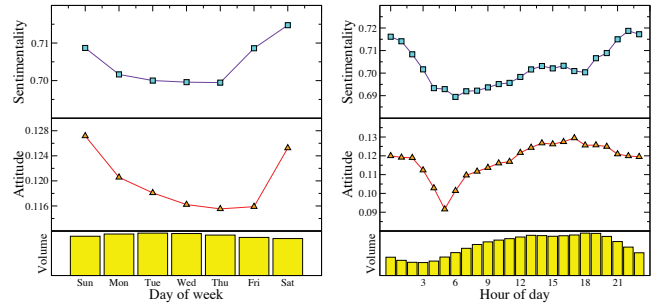 Sentimentality
0.71
0.70
Attitude
0.128
0.124
0.120
0.116
Volume
Sun Mon Tue Wed Thu Fri Sat
Day of week
Sentimentality
0.72
0.71
0.70
0.69
Attitude
0.13
0.12
0.11
0.10
0.09
Volume
3 6 9 12 15 18 21
Hour of day